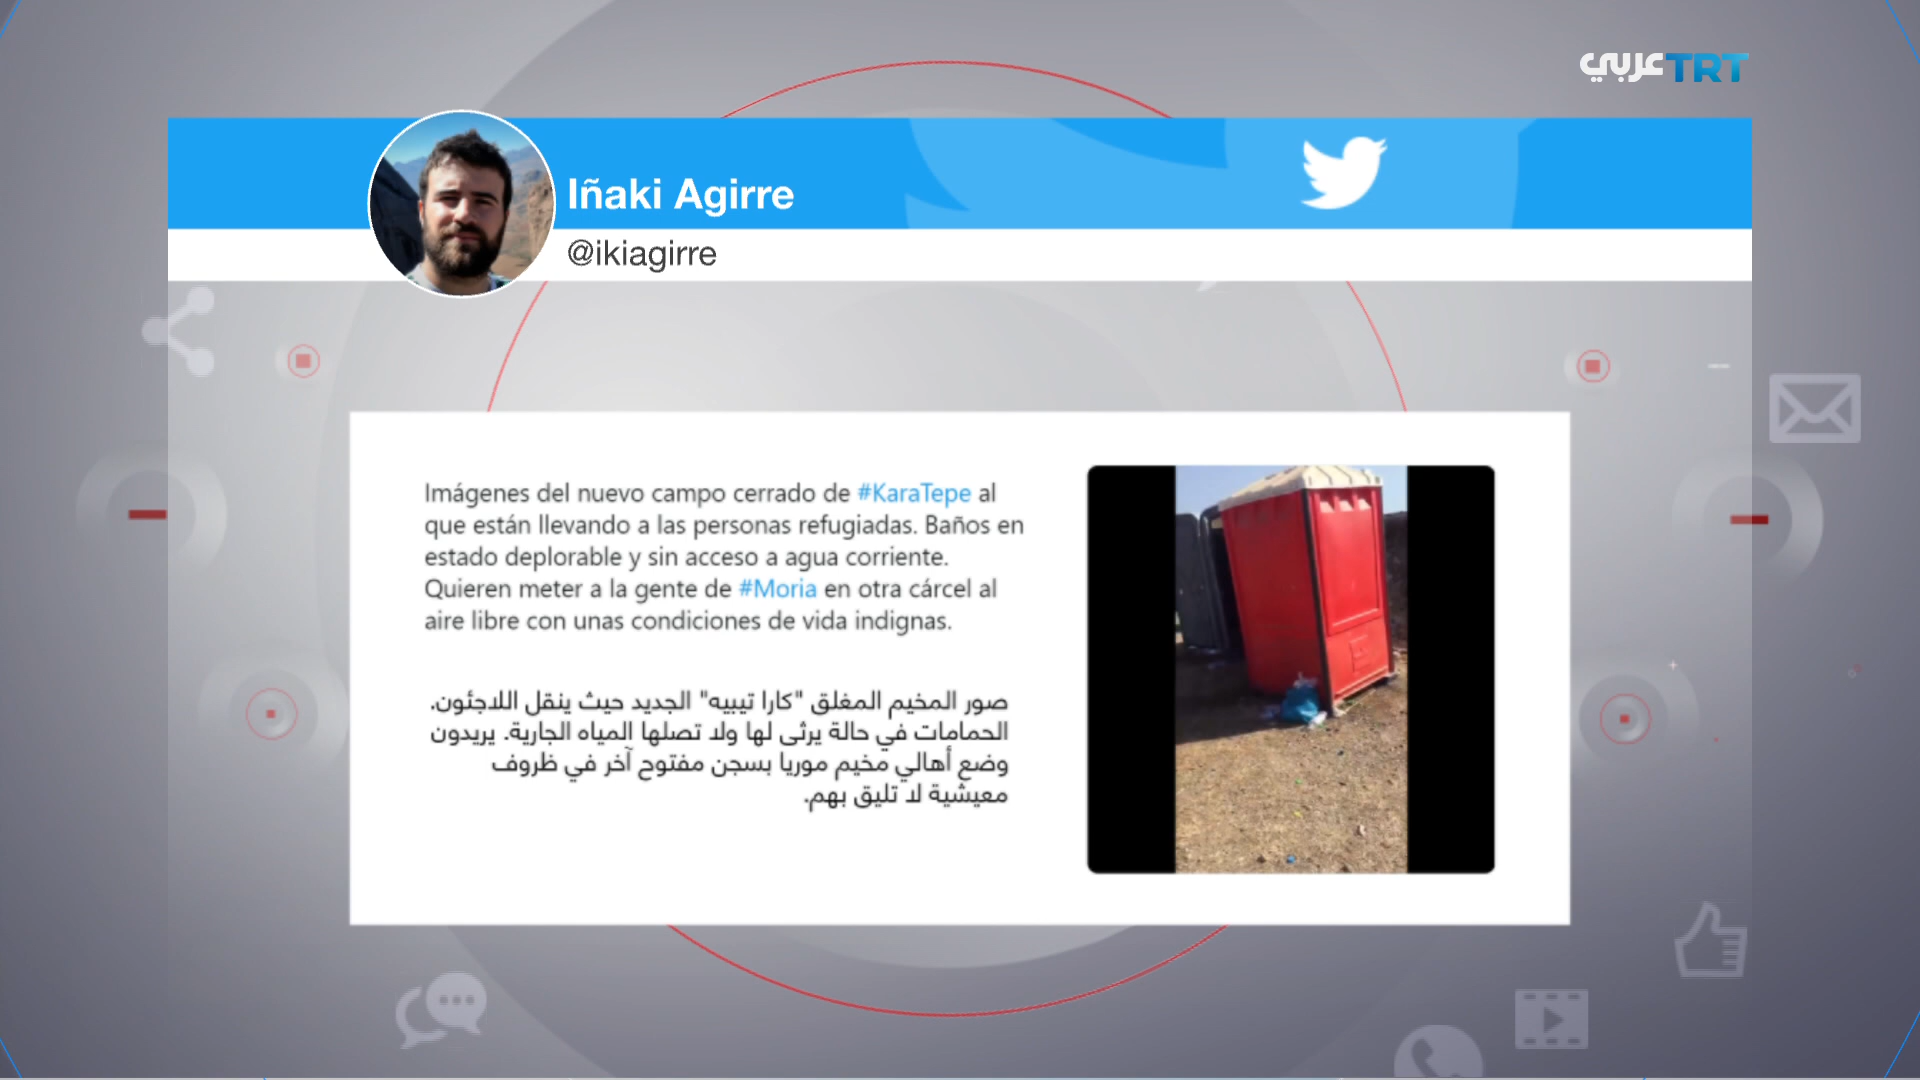 عربي TRT
Iñaki Agirre
@ikiagirre
Imágenes del nuevo campo cerrado de #KaraTepe al
que están llevando a las personas refugiadas. Baños en
estado deplorable y sin acceso a agua corriente.
Quieren meter a la gente de #Moria en otra cárcel al
aire libre con unas condiciones de vida indignas.
صور المخيم المغلق "كارا تيبيه" الجديد حيث ينقل اللاجئون.
الحمامات في حالة يرثى لها ولا تصلها المياه الجارية. يريدون
وضع أهالي مخيم موريا بسجن مفتوح آخر في ظروف
معيشية لا تليق بهم.